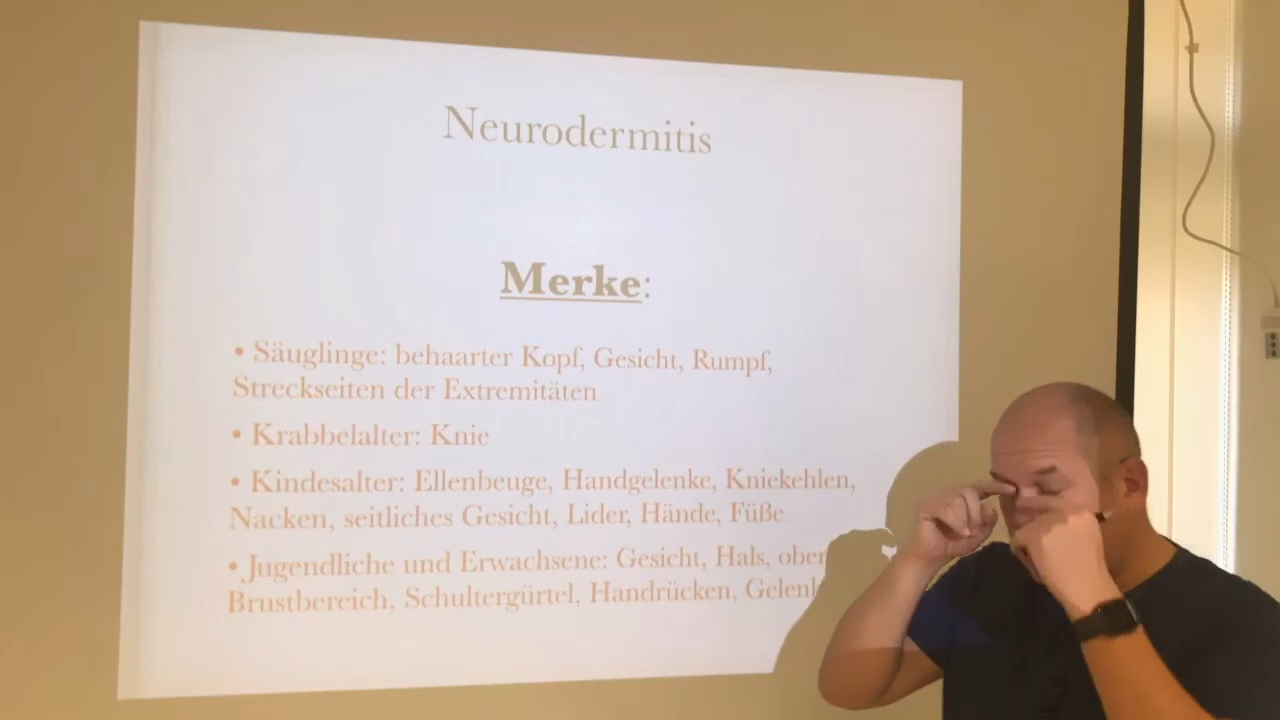 Neurodermitis
Merke:
• Säuglinge: behaarter Kopf, Gesicht, Rumpf,
Streckseiten der Extremitäten
• Krabbelalter: Knie
• Kindesalter: Ellenbeuge, Handgelenke, Kniekehlen,
Nacken, seitliches Gesicht, Lider, Hände, Füße
• Jugendliche und Erwachsene: Gesicht, Hals,
Brustbereich, Schultergürtel, Handrücken,